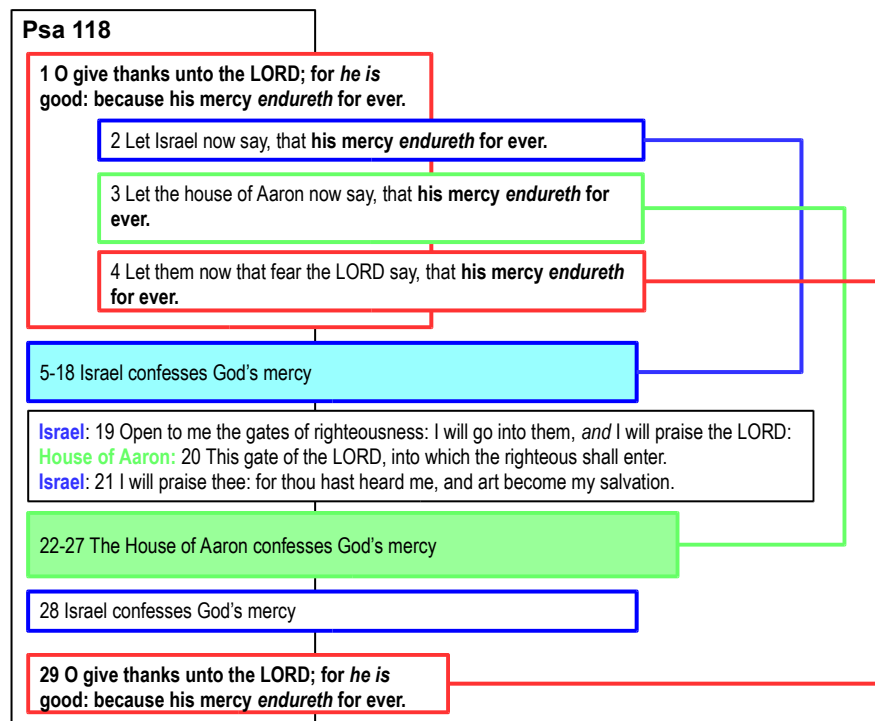 Psa 118
1 O give thanks unto the LORD; for he is
good: because his mercy endureth for ever.
2 Let Israel now say, that his mercy endureth for ever.
3 Let the house of Aaron now say, that his mercy endureth for
ever.
4 Let them now that fear the LORD say, that his mercy endureth
for ever.
5-18 Israel confesses God’s mercy
Israel: 19 Open to me the gates of righteousness: I will go into them, and I will praise the LORD:
House of Aaron: 20 This gate of the LORD, into which the righteous shall enter.
Israel: 21 I will praise thee: for thou hast heard me, and art become my salvation.
22-27 The House of Aaron confesses God’s mercy
28 Israel confesses God’s mercy
29 O give thanks unto the LORD; for he is
good: because his mercy endureth for ever.